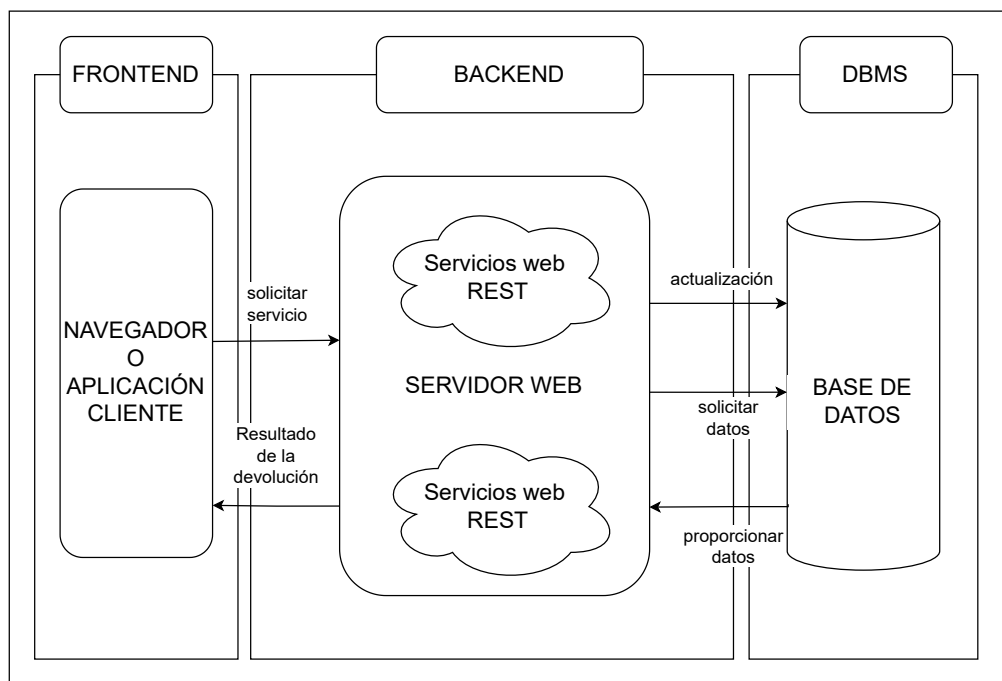 FRONTEND
BACKEND
DBMS
NAVEGADOR
O
APLICACIÓN
CLIENTE
solicitar
servicio
Resultado
de la
devolución
Servicios web
REST
SERVIDOR WEB
Servicios web
REST
actualización
solicitar
datos
proporcionar
datos
BASE DE
DATOS